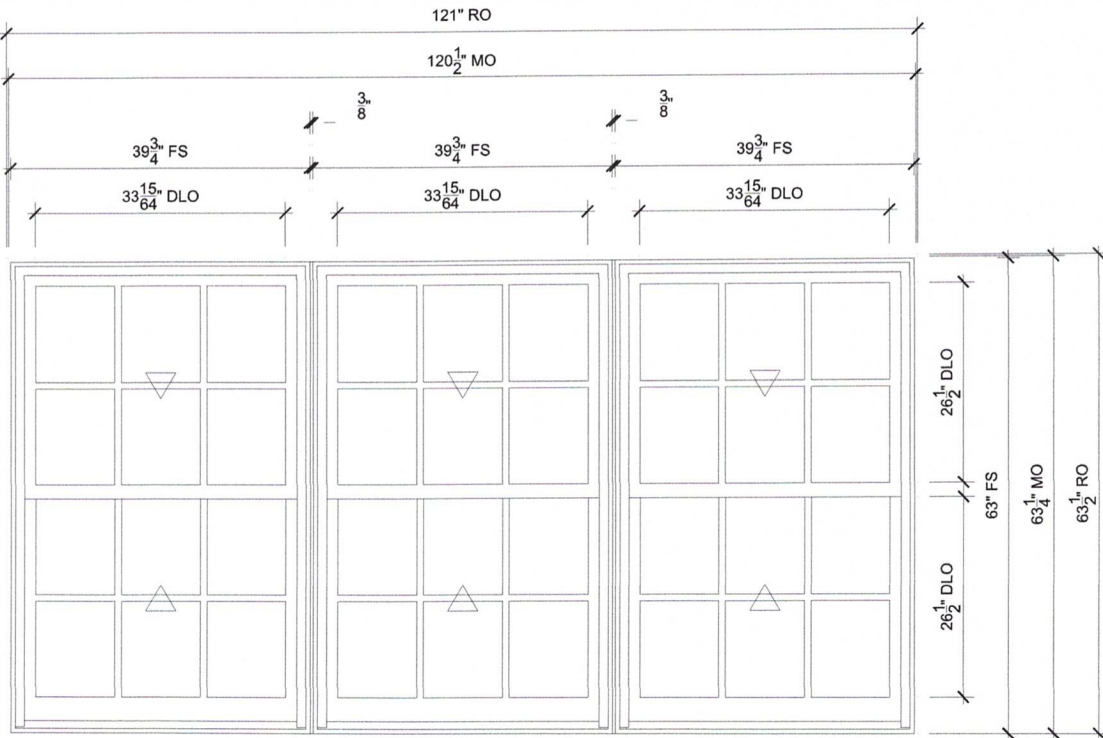 121" RO
120 1/2" MO
3/8" 3/8"
39 3/4" FS 39 3/4" FS 39 3/4" FS
33 15/64" DLO 33 15/64" DLO 33 15/64" DLO
26 1/2" DLO
26 1/2" DLO
63" FS
63 1/4" MO
63 1/2" RO